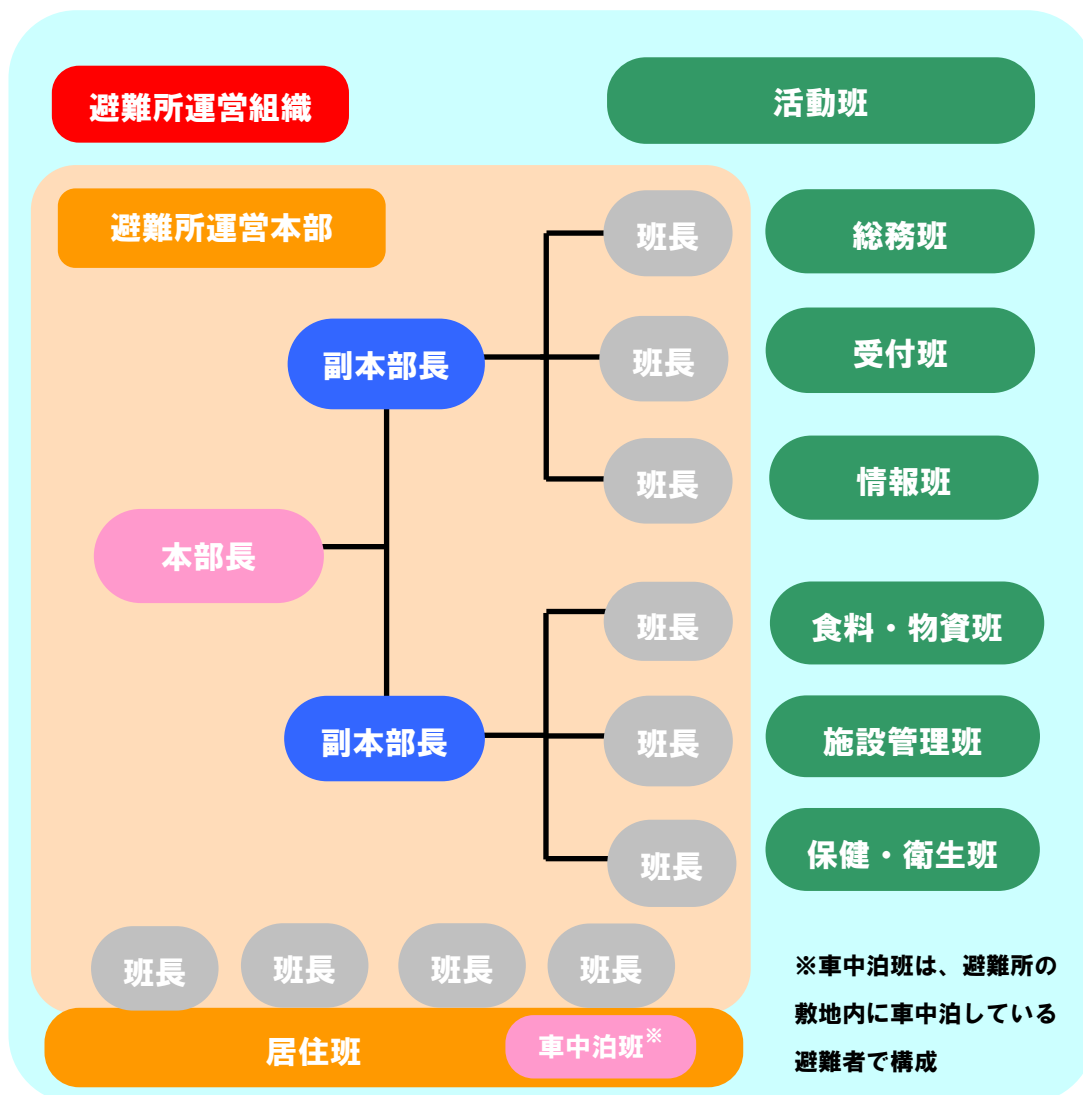 避難所運営組織
活動班
避難所運営本部
班長
総務班
副本部長
班長
受付班
班長
情報班
本部長
班長
食料・物資班
副本部長
班長
施設管理班
班長
保健・衛生班
班長
班長
班長
班長
居住班
車中泊班※
※車中泊班は、避難所の
敷地内に車中泊している
避難者で構成